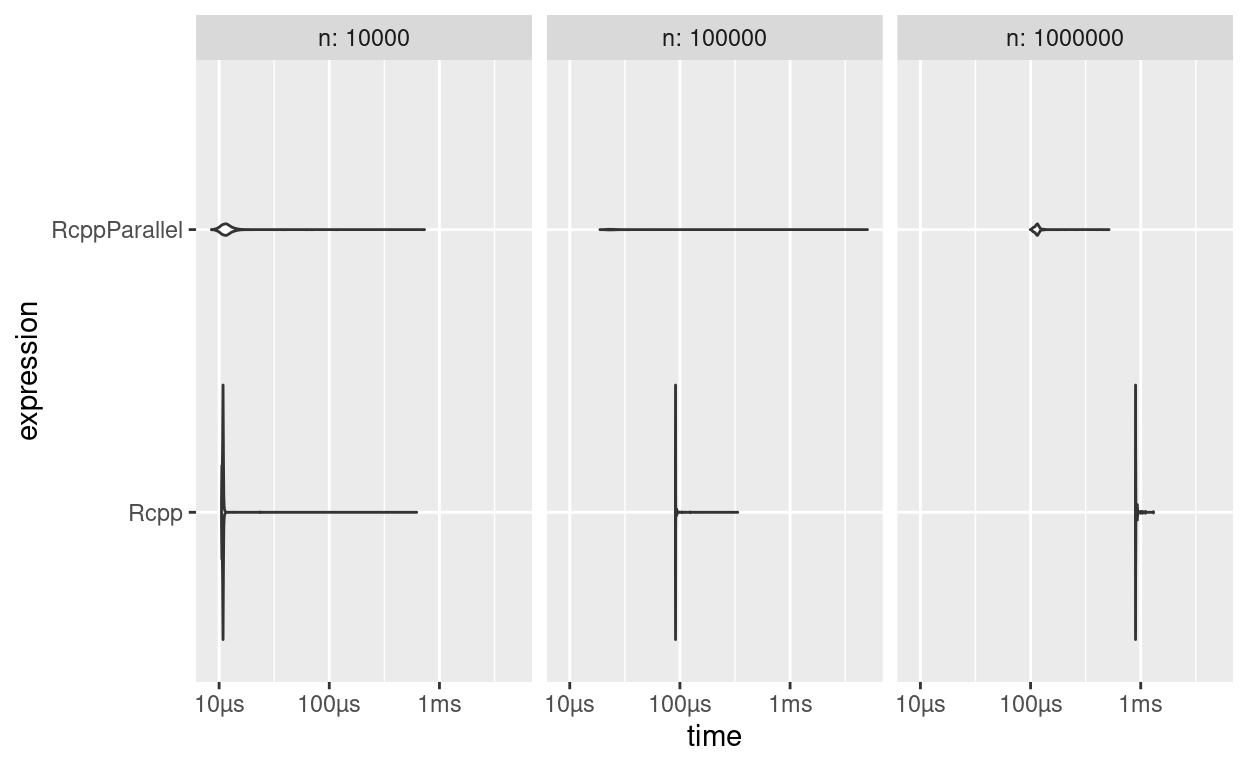 n: 10000
n: 100000
n: 1000000
expression
RcppParallel
Rcpp
10µs 100µs 1ms
10µs 100µs 1ms
10µs 100µs 1ms
time